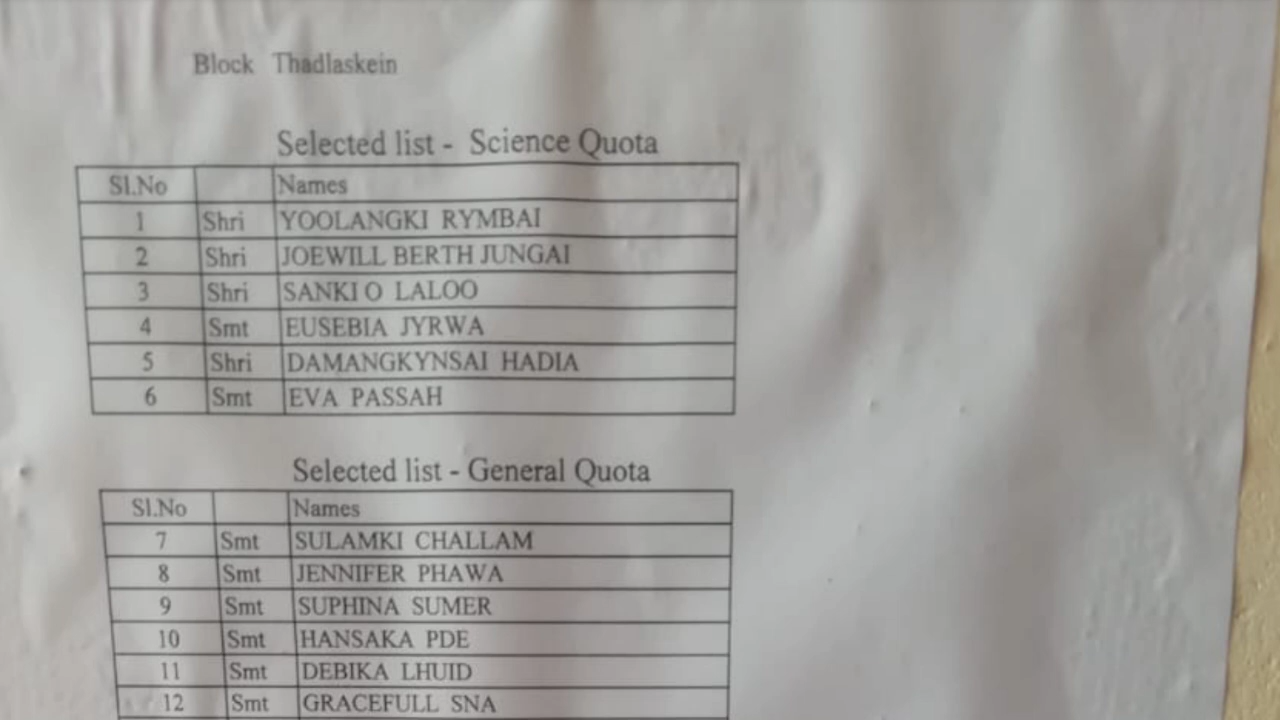 Block Thadlaskein
Selected list - Science Quota
Sl.No Names
1 Shri YOOLANGKI RYMBAI
2 Shri JOEWILL BERTH JUNGAI
3 Shri SANKI O LALOO
4 Smt EUSEBIA JYRWA
5 Shri DAMANGKYNSAI HADIA
6 Smt EVA PASSAH
Selected list - General Quota
Sl.No Names
7 Smt SULAMKI CHALLAM
8 Smt JENNIFER PHAWA
9 Smt SUPHINA SUMER
10 Smt HANSAKA PDE
11 Smt DEBIKA LHUID
12 Smt GRACEFULL SNA